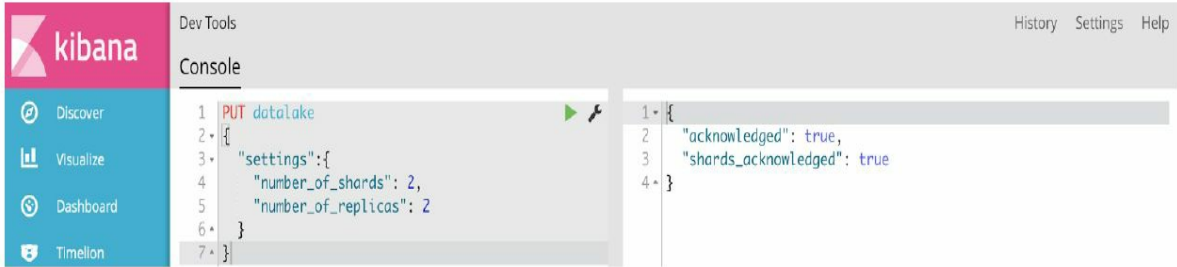 kibana
Dev Tools
History Settings Help
Console
Discover
Visualize
Dashboard
Timelion
1 PUT datalake
2 {
3 "settings":{
4 "number_of_shards": 2,
5 "number_of_replicas": 2
6 }
7 }
1 {
2 "acknowledged": true,
3 "shards_acknowledged": true
4 }